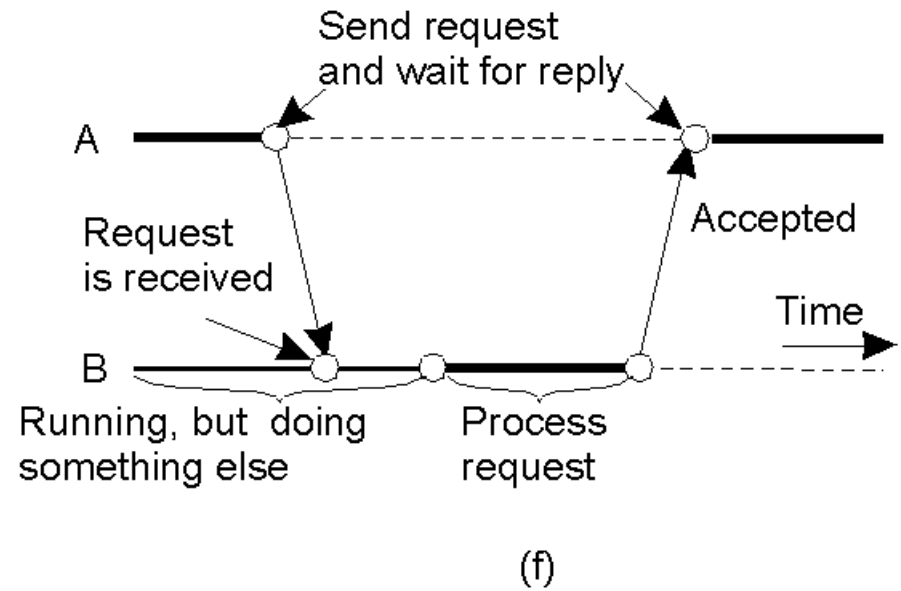 Send request
and wait for reply
A
Request
is received
Accepted
Time
B
Running, but doing
something else
Process
request
(f)